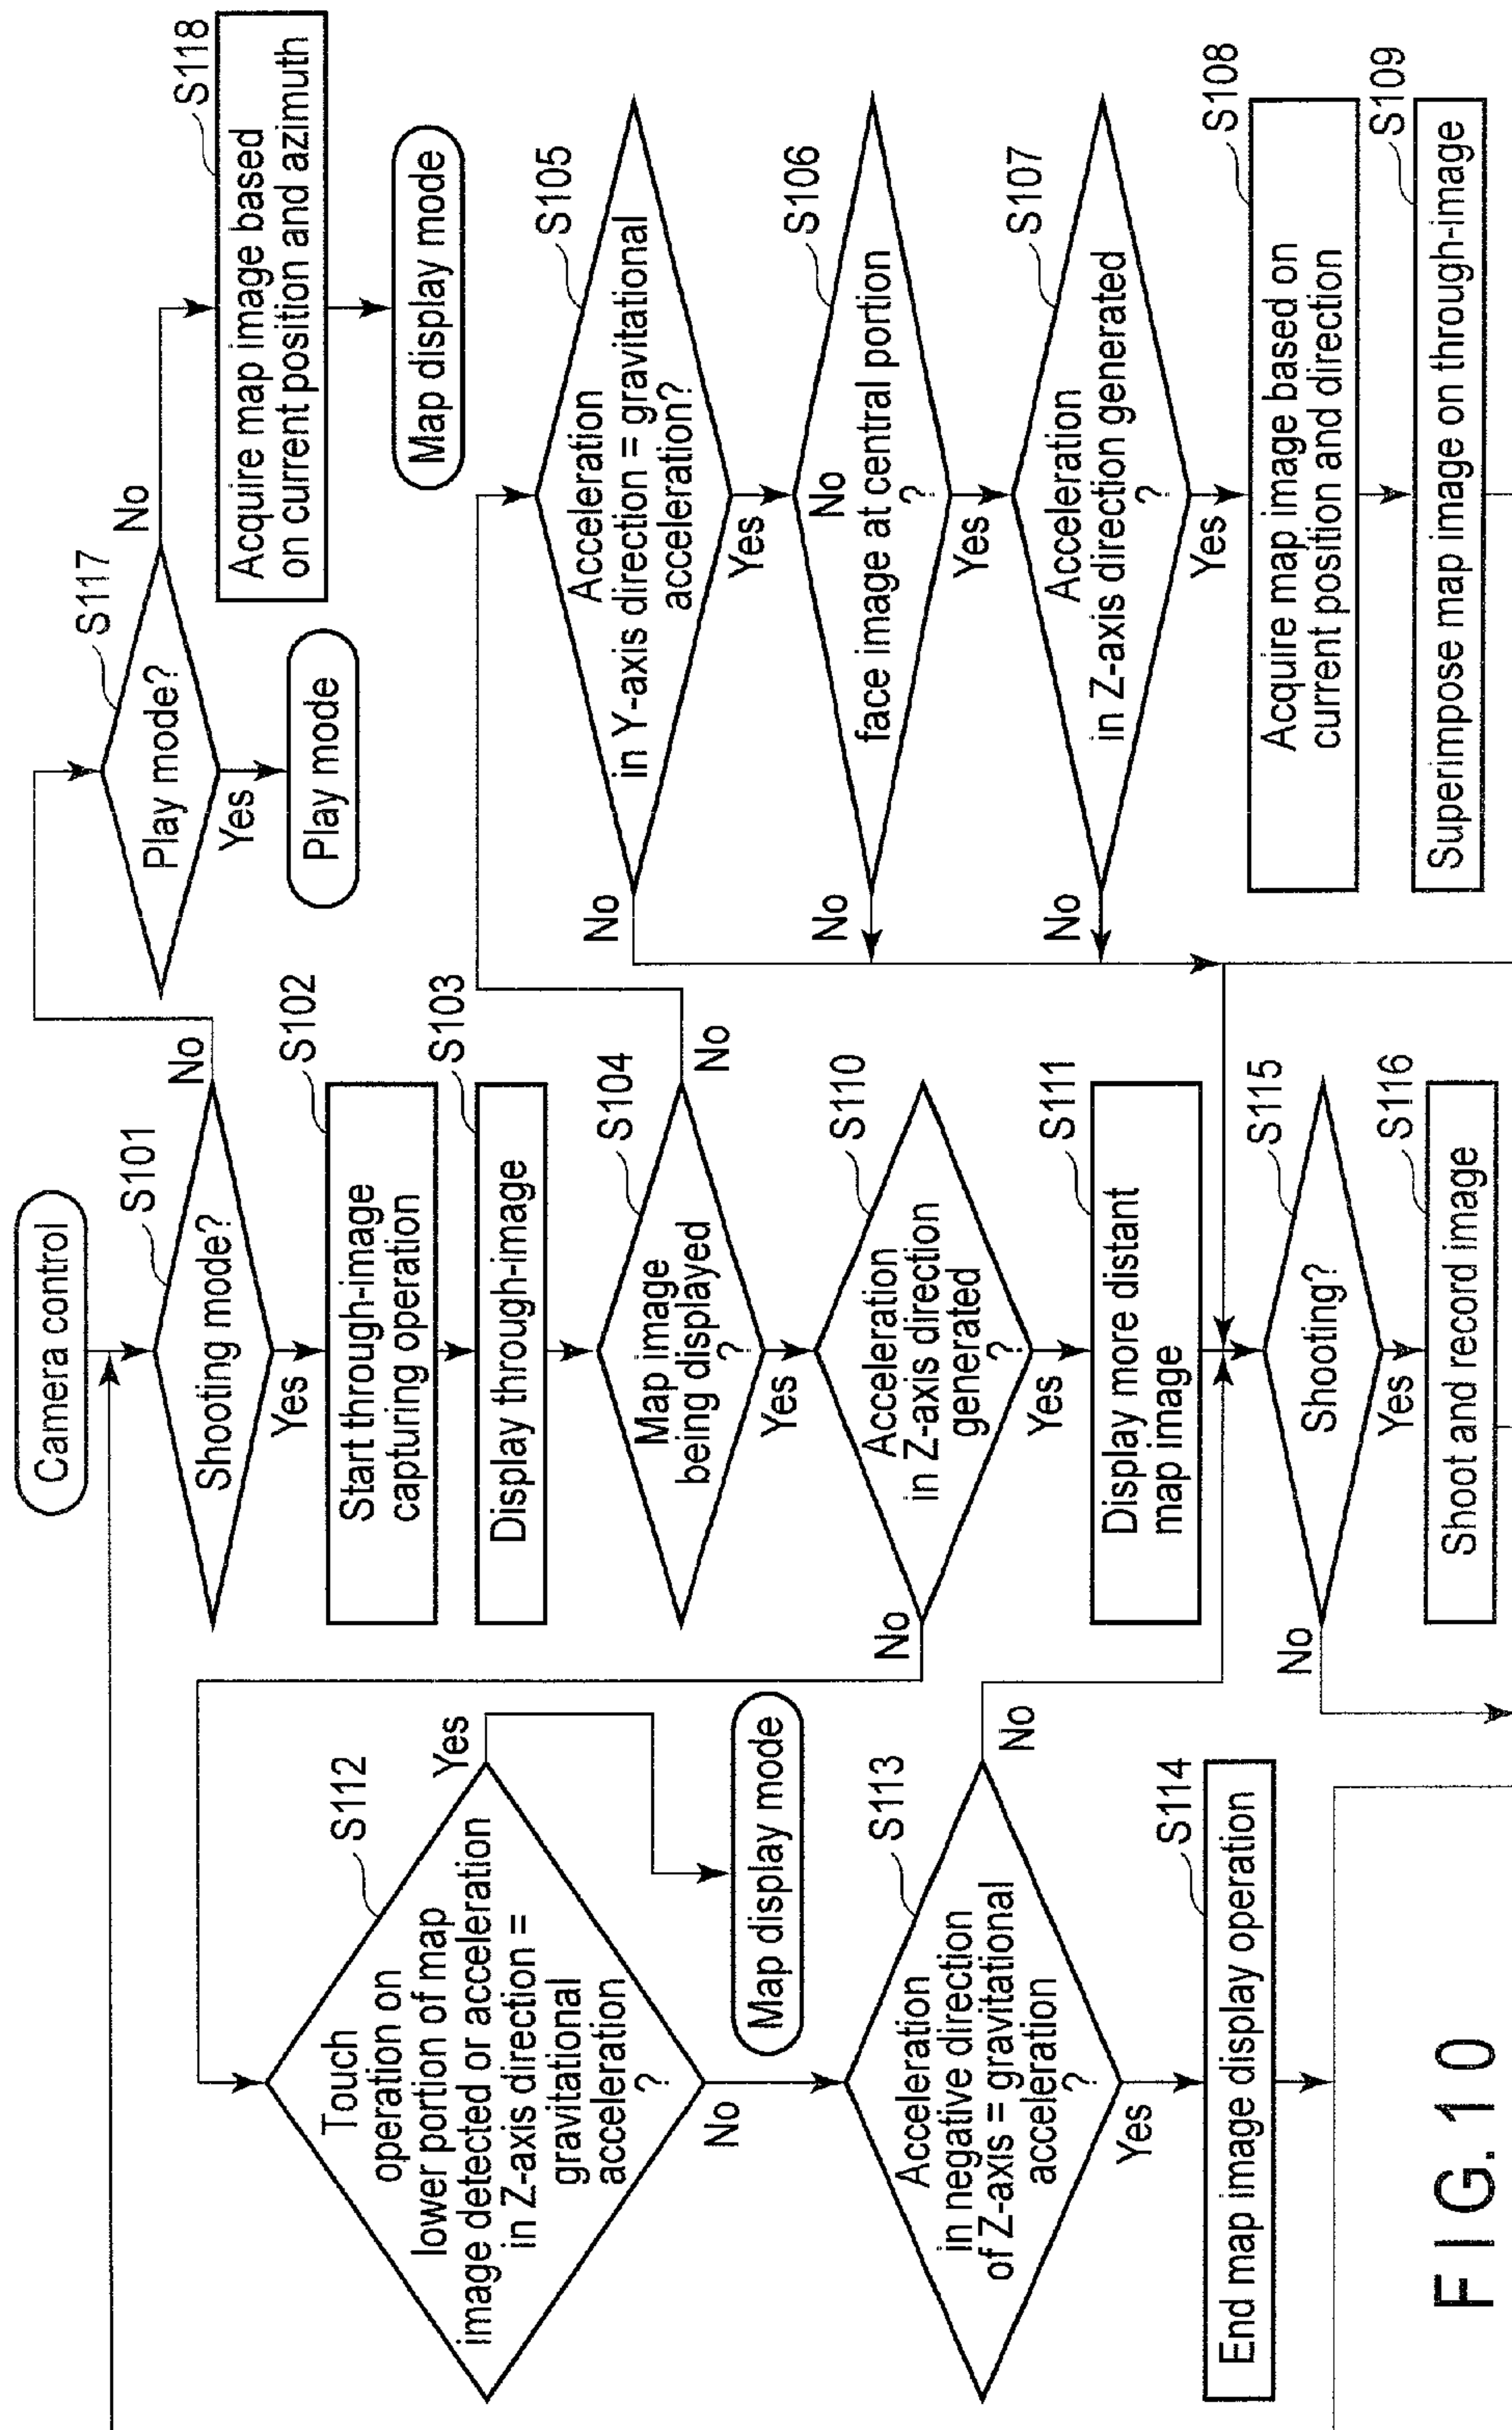 Camera control
S101
Shooting mode?
No
Yes
S102
Start through-image
capturing operation
S103
Display through-image
S104
Map image
being displayed
?
No
Yes
S110
Acceleration
in Z-axis direction
generated
?
No
Yes
S111
Display more distant
map image
S115
Shooting?
No
Yes
S116
Shoot and record image
S112
Touch
operation on
lower portion of map
image detected or acceleration
in Z-axis direction =
gravitational
acceleration
?
Yes
No
Map display mode
S113
Acceleration
in negative direction
of Z-axis = gravitational
acceleration
?
No
Yes
S114
End map image display operation
S117
Play mode?
No
Yes
Play mode
S118
Acquire map image based
on current position and azimuth
Map display mode
S105
Acceleration
in Y-axis direction = gravitational
acceleration?
No
Yes
S106
No
face image at central portion
?
No
Yes
S107
Acceleration
in Z-axis direction generated
?
No
Yes
S108
Acquire map image based on
current position and direction
S109
Superimpose map image on through-image
FIG. 10